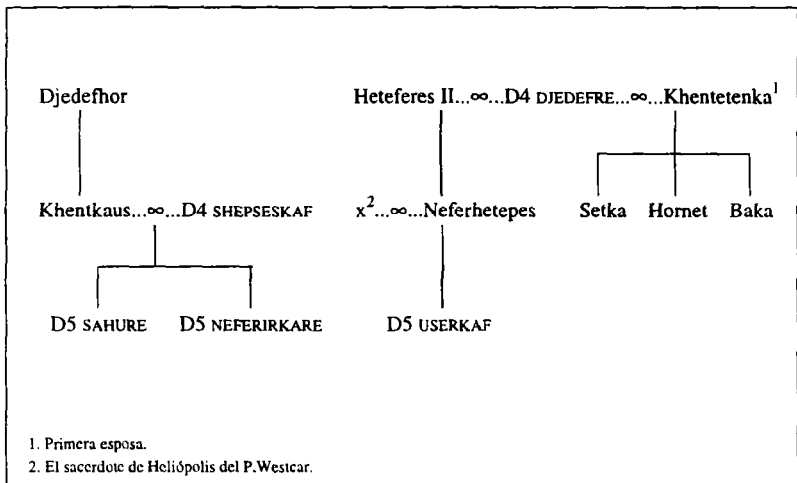 Djedefhor Heteferes II...∞...D4 DJEDEFRE...∞...Khentetenka¹
Khentkaus...∞...D4 SHEPSESKAF x²...∞...Neferhetepes Setka Hornet Baka
D5 SAHURE D5 NEFERIRKARE D5 USERKAF
1. Primera esposa.
2. El sacerdote de Heliópolis del P.Westcar.